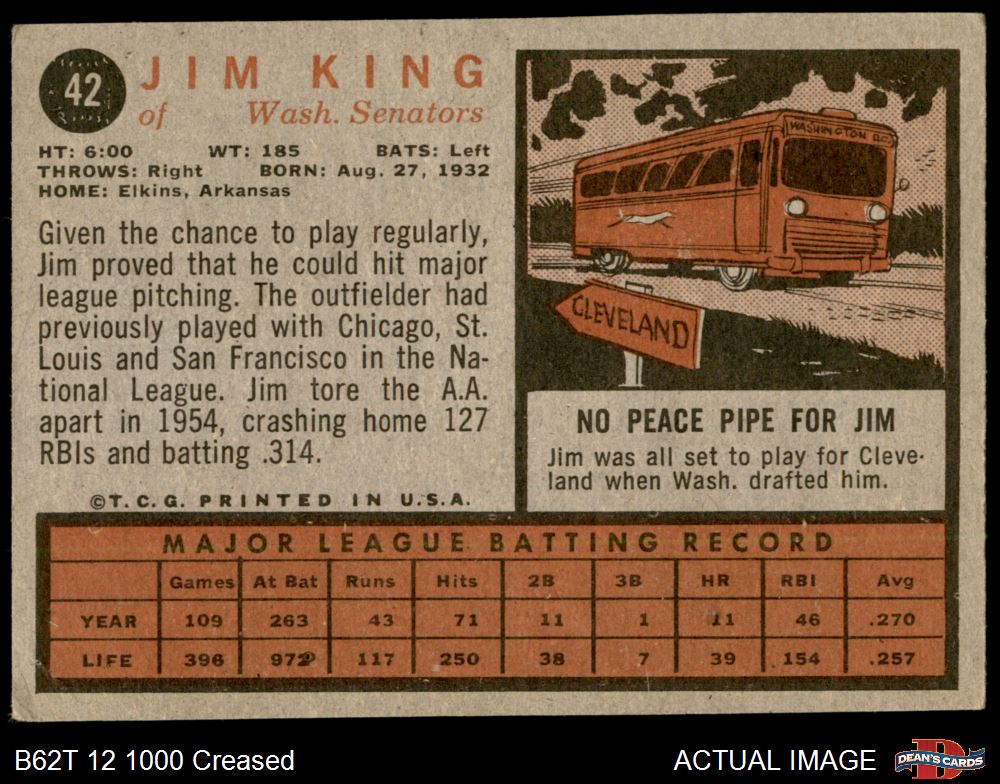 42
JIM KING
of Wash. Senators
HT: 6:00 WT: 185 BATS: Left
THROWS: Right BORN: Aug. 27, 1932
HOME: Elkins, Arkansas
Given the chance to play regularly,
Jim proved that he could hit major
league pitching. The outfielder had
previously played with Chicago, St.
Louis and San Francisco in the Na-
tional League. Jim tore the A.A.
apart in 1954, crashing home 127
RBIs and batting .314.
©T.C.G. PRINTED IN U.S.A.
WASHINGTON DC
CLEVELAND
NO PEACE PIPE FOR JIM
Jim was all set to play for Cleve-
land when Wash. drafted him.
MAJOR LEAGUE BATTING RECORD
Games At Bat Runs Hits 2B 3B HR RBI Avg
YEAR 109 263 43 71 11 1 11 46 .270
LIFE 396 972 117 250 38 7 39 154 .257
B62T 12 1000 Creased
ACTUAL IMAGE
DEAN'S CARDS